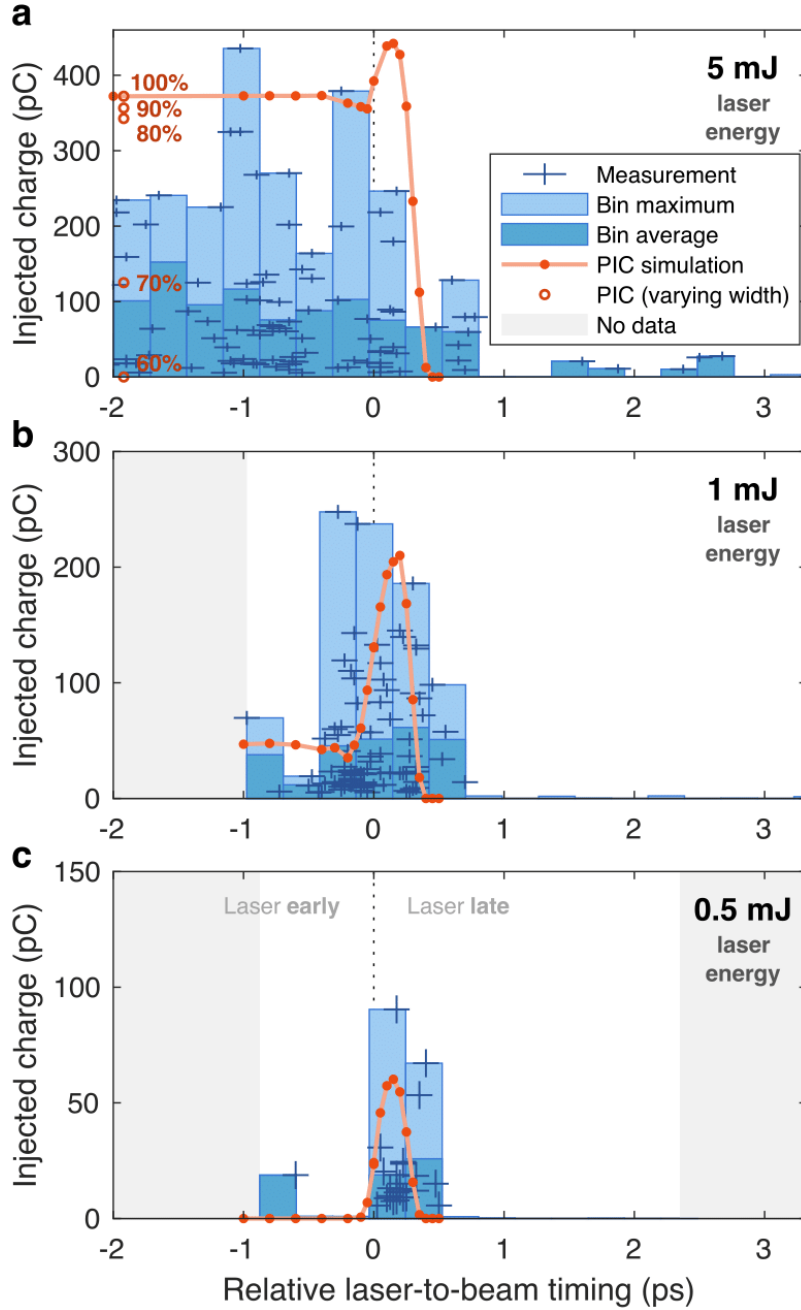 a
5 mJ
laser
energy
Injected charge (pC)
400
300
200
100
0
100%
90%
80%
70%
60%
Measurement
Bin maximum
Bin average
PIC simulation
PIC (varying width)
No data
-2 -1 0 1 2 3
b
1 mJ
laser
energy
Injected charge (pC)
300
200
100
0
-2 -1 0 1 2 3
c
Laser early Laser late
0.5 mJ
laser
energy
Injected charge (pC)
150
100
50
0
-2 -1 0 1 2 3
Relative laser-to-beam timing (ps)